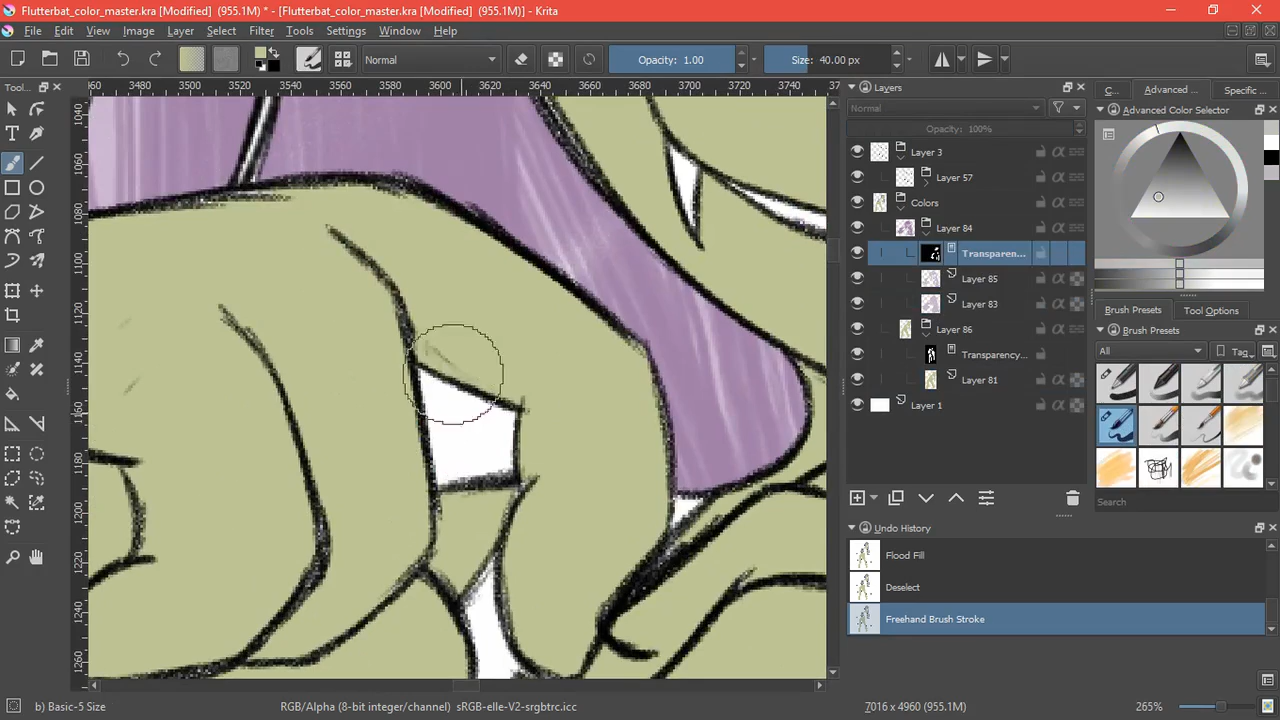 Flutterbat_color_master.kra [Modified]  (955.1M) * - [Flutterbat_color_master.kra [Modified]  (955.1M)] - Krita
File Edit View Image Layer Select Filter Tools Settings Window Help
Normal
Opacity: 1.00
Size: 40.00 px
Tool...
3480 3500 3520 3540 3560 3580 3600 3620 3640 3660 3680 3700 3720 3740
1040
1060
1080
1100
1120
1140
1160
1180
1200
1220
1240
1260
Layers
Normal
Opacity: 100%
Layer 3
Layer 57
Colors
Layer 84
Transparen...
Layer 85
Layer 83
Layer 86
Transparency...
Layer 81
Layer 1
Undo History
Flood Fill
Deselect
Freehand Brush Stroke
C... Advanced ... Specific ...
Advanced Color Selector
Brush Presets Tool Options
Brush Presets
All
Tag
Search
b) Basic-5 Size
RGB/Alpha (8-bit integer/channel)  sRGB-elle-V2-srgbtrc.icc
7016 x 4960 (955.1M)
265%